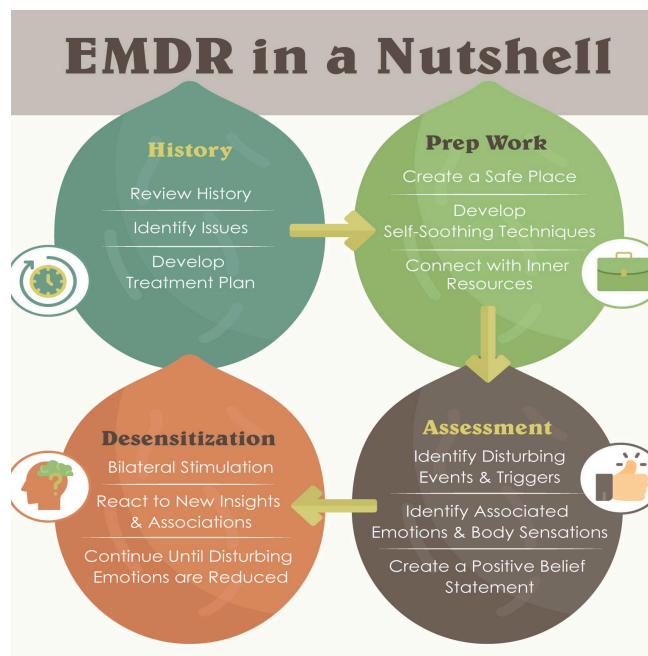 EMDR in a Nutshell
History
Review History
Identify Issues
Develop
Treatment Plan
Prep Work
Create a Safe Place
Develop
Self-Soothing Techniques
Connect with Inner
Resources
Assessment
Identify Disturbing
Events & Triggers
Identify Associated
Emotions & Body Sensations
Create a Positive Belief
Statement
Desensitization
Bilateral Stimulation
React to New Insights
& Associations
Continue Until Disturbing
Emotions are Reduced
?